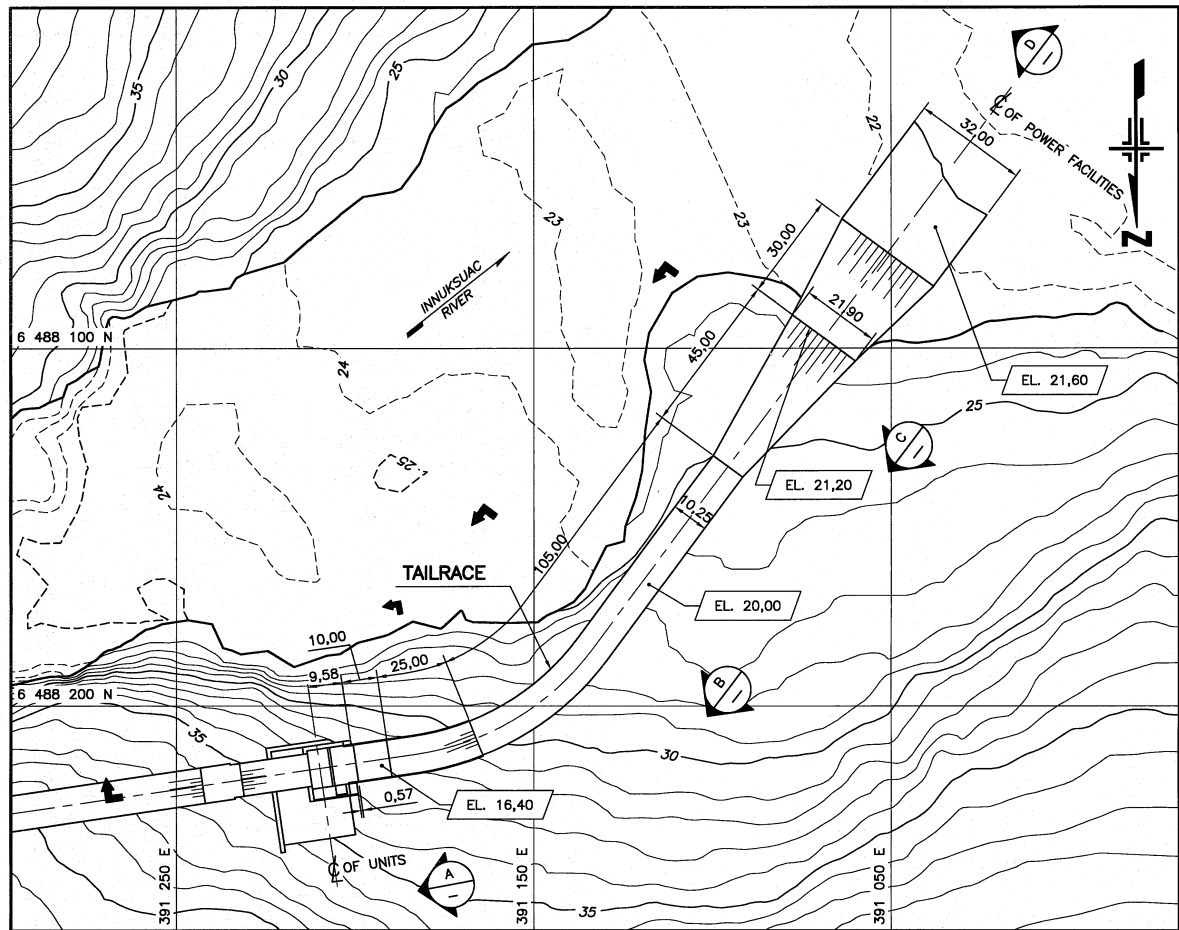 35
30
25
D
—
℄ OF POWER FACILITIES
32,00
22
23
23
30,00
INNUKSUAC
RIVER
N
21,90
6 488 100 N
45,00
24
EL. 21,60
25
C
—
24
1.25
EL. 21,20
10,25
105,00
TAILRACE
EL. 20,00
10,00
25,00
9,58
B
—
6 488 200 N
35
30
0,57
EL. 16,40
℄ OF UNITS
A
—
391 250 E
391 150 E
391 050 E
35